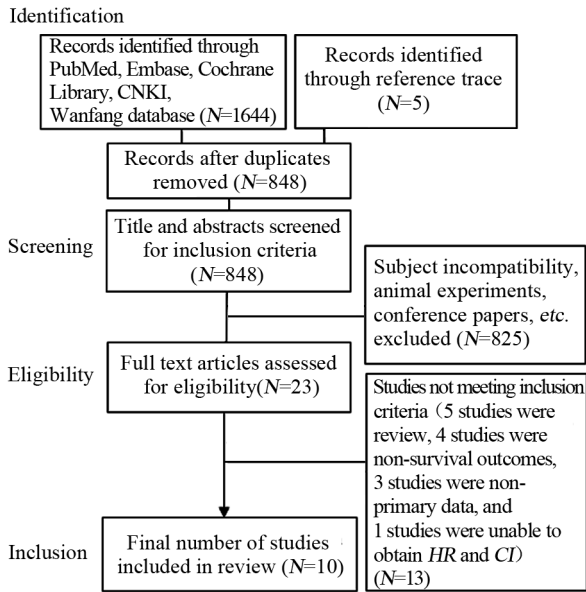 Identification
Records identified through
PubMed, Embase, Cochrane
Library, CNKI,
Wanfang database (N=1644)
Records identified
through reference trace
(N=5)
Records after duplicates
removed (N=848)
Screening
Title and abstracts screened
for inclusion criteria
(N=848)
Subject incompatibility,
animal experiments,
conference papers, etc.
excluded (N=825)
Eligibility
Full text articles assessed
for eligibility(N=23)
Studies not meeting inclusion
criteria（5 studies were
review, 4 studies were
non-survival outcomes,
3 studies were non-
primary data, and
1 studies were unable to
obtain HR and CI）
(N=13)
Inclusion
Final number of studies
included in review (N=10)